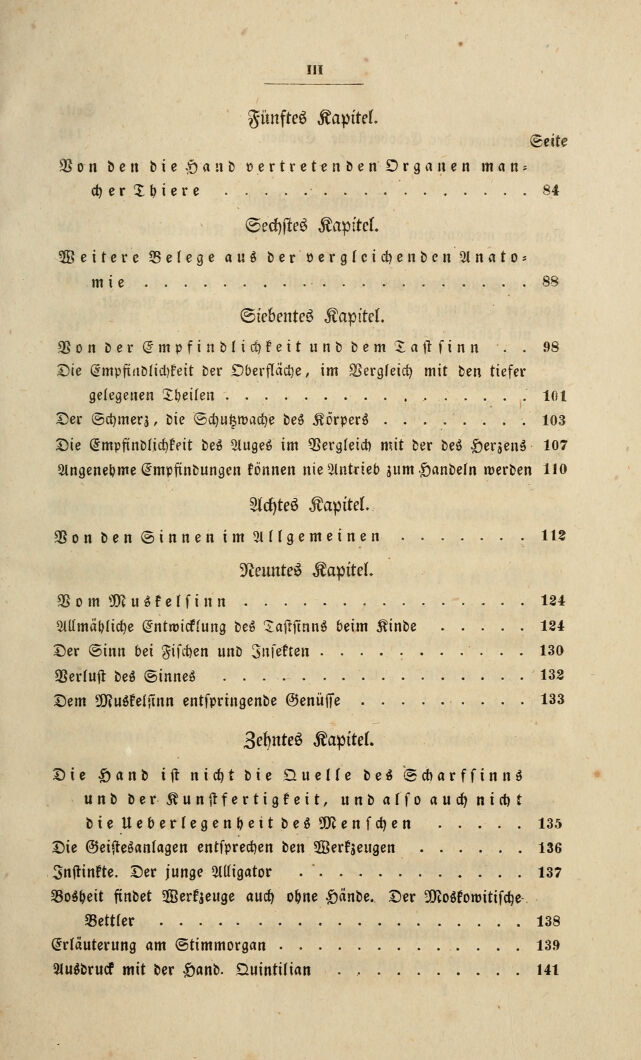 III
Fünftes Kapitel.
Seite
Von den die Hand vertretenden Organen man-
cher Thiere . . . . . . . . . . . . . . . . 84
Sechstes Kapitel.
Weitere Belege aus der vergleichenden Anato-
mie . . . . . . . . . . . . . . . . . . . 88
Siebentes Kapitel.
Von der Empfindlichkeit und dem Tastsinn . . 98
Die Empfindlichkeit der Oberfläche, im Vergleich mit den tiefer
gelegenen Theilen . . . . . . . . . . . . . . 101
Der Schmerz, die Schutzwache des Körpers . . . . . . . . 103
Die Empfindlichkeit des Auges im Vergleich mit der des Herzens 107
Angenehme Empfindungen können nie Antrieb zum Handeln werden 110
Achtes Kapitel.
Von den Sinnen im Allgemeinen . . . . . . . 112
Neuntes Kapitel.
Vom Muskelsinn . . . . . . . . . . . . . . . 124
Allmähliche Entwicklung des Tastsinns beim Kinde . . . . . 124
Der Sinn bei Fischen und Insekten . . . . . . . . . . . 130
Verlust des Sinnes . . . . . . . . . . . . . . . . 132
Dem Muskelsinn entspringende Genüsse . . . . . . . . . 133
Zehntes Kapitel.
Die Hand ist nicht die Quelle des Scharfsinns
und der Kunstfertigkeit, und also auch nicht
die Ueberlegenheit des Menschen . . . . . 135
Die Geistesanlagen entsprechen den Werkzeugen . . . . . . 136
Instinkte. Der junge Alligator . . . . . . . . . . . . 137
Bosheit findet Werkzeuge auch ohne Hände. Der Moskowitische
Bettler . . . . . . . . . . . . . . . . . . 138
Erläuterung am Stimmorgan . . . . . . . . . . . . . 139
Ausdruck mit der Hand. Quintilian . . . . . . . . . . 141